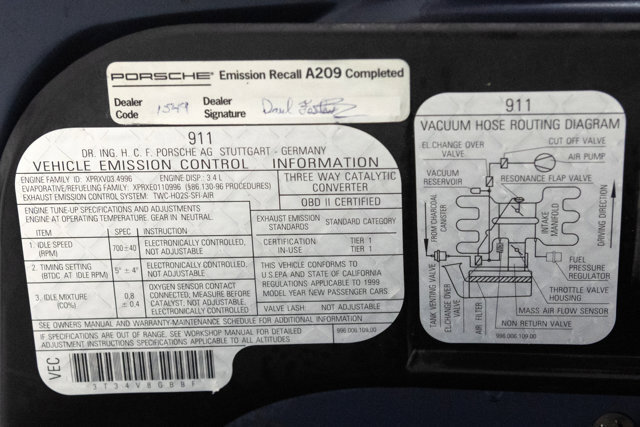 PORSCHE® Emission Recall A209 Completed
Dealer Code 1549 Dealer Signature
911
DR. ING. H. C. F. PORSCHE AG STUTTGART - GERMANY
VEHICLE EMISSION CONTROL INFORMATION
ENGINE FAMILY ID: XPRXV03.4996 ENGINE DISP.: 3.4 L
EVAPORATIVE/REFUELING FAMILY: XPRXE0110996 (§86.130-96 PROCEDURES)
EXHAUST EMISSION CONTROL SYSTEM: TWC-HO2S-SFI-AIR
THREE WAY CATALYTIC
CONVERTER
OBD II CERTIFIED
ENGINE TUNE-UP SPECIFICATIONS AND ADJUSTMENTS
ENGINE AT OPERATING TEMPERATURE. GEAR IN NEUTRAL
ITEM SPEC INSTRUCTION
1. IDLE SPEED (RPM) 700±40 ELECTRONICALLY CONTROLLED, NOT ADJUSTABLE
2. TIMING SETTING (BTDC AT IDLE RPM) 5° ± 4° ELECTRONICALLY CONTROLLED, NOT ADJUSTABLE
3. IDLE MIXTURE (CO%) 0,8 ± 0.4 OXYGEN SENSOR CONTACT
CONNECTED; MEASURE BEFORE
CATALYST: NOT ADJUSTABLE,
ELECTRONICALLY CONTROLLED
EXHAUST EMISSION STANDARDS STANDARD CATEGORY
CERTIFICATION TIER 1
IN-USE TIER 1
THIS VEHICLE CONFORMS TO
U.S.EPA AND STATE OF CALIFORNIA
REGULATIONS APPLICABLE TO 1999
MODEL YEAR NEW PASSENGER CARS.
VALVE LASH: NOT ADJUSTABLE
SEE OWNERS MANUAL AND WARRANTY-MAINTENANCE SCHEDULE FOR ADDITIONAL INFORMATION
IF SPECIFICATIONS ARE OUT OF RANGE, SEE WORKSHOP MANUAL FOR DETAILED
ADJUSTMENT INSTRUCTIONS SPECIFICATIONS APPLICABLE TO ALL ALTITUDES
996.006.109.00
VEC
3T34V8GB8F
911
VACUUM HOSE ROUTING DIAGRAM
EL.CHANGE OVER
VALVE
CUT OFF VALVE
AIR PUMP
VACUUM
RESERVOIR
RESONANCE FLAP VALVE
FROM CHARCOAL
CANISTER
INTAKE
MANIFOLD
DRIVING DIRECTION
FUEL
PRESSURE
REGULATOR
THROTTLE VALVE
HOUSING
MASS AIR FLOW SENSOR
NON RETURN VALVE
TANK VENTING VALVE
EL.CHANGE OVER
VALVE
AIR FILTER
996.006.109.00